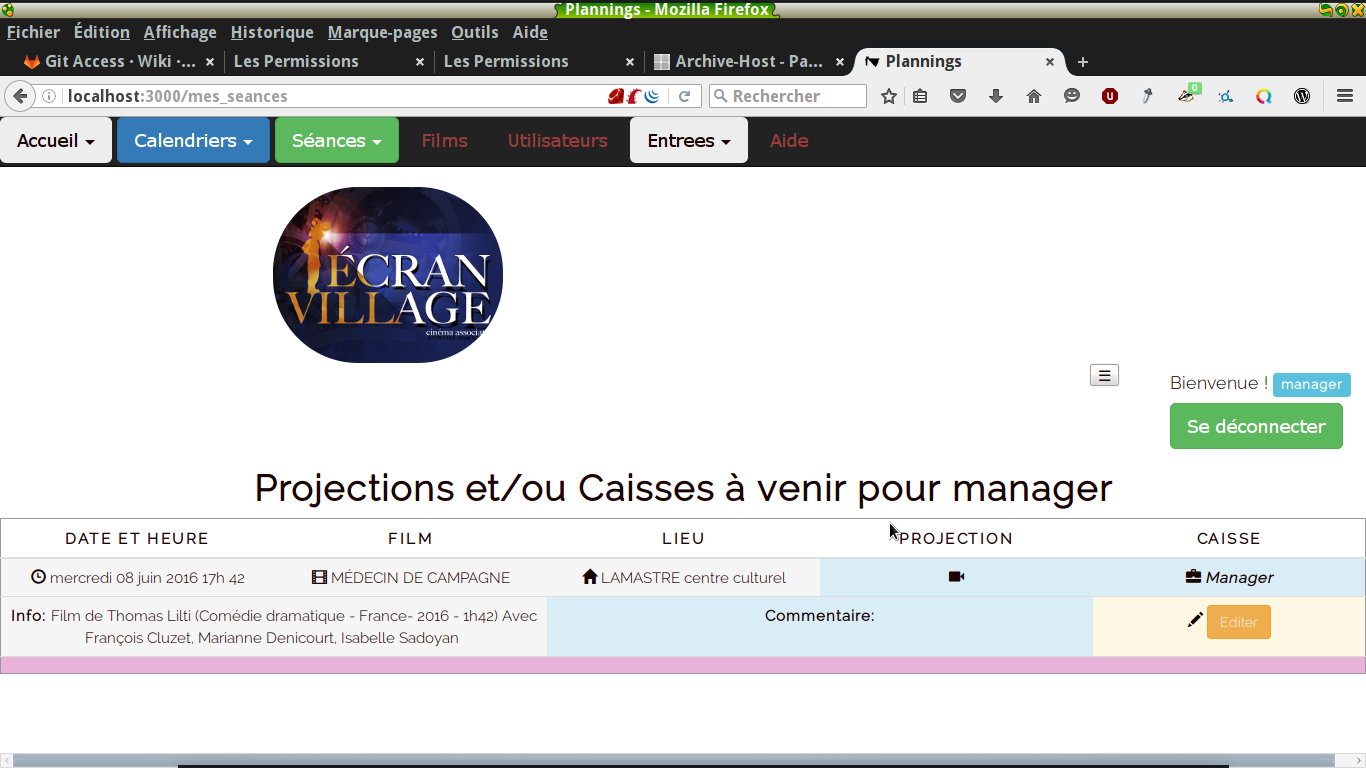 Plannings - Mozilla Firefox
Fichier Édition Affichage Historique Marque-pages Outils Aide
Git Access · Wiki ·... Les Permissions Les Permissions Archive-Host - Pa... Plannings
localhost:3000/mes_seances Rechercher 0
Accueil Calendriers Séances Films Utilisateurs Entrees Aide
ÉCRAN
VILLAGE
Bienvenue ! manager
Se déconnecter
Projections et/ou Caisses à venir pour manager
DATE ET HEURE FILM LIEU PROJECTION CAISSE
mercredi 08 juin 2016 17h 42 MÉDECIN DE CAMPAGNE LAMASTRE centre culturel Manager
Info: Film de Thomas Lilti (Comédie dramatique - France- 2016 - 1h42) Avec
François Cluzet, Marianne Denicourt, Isabelle Sadoyan
Commentaire:
Editer